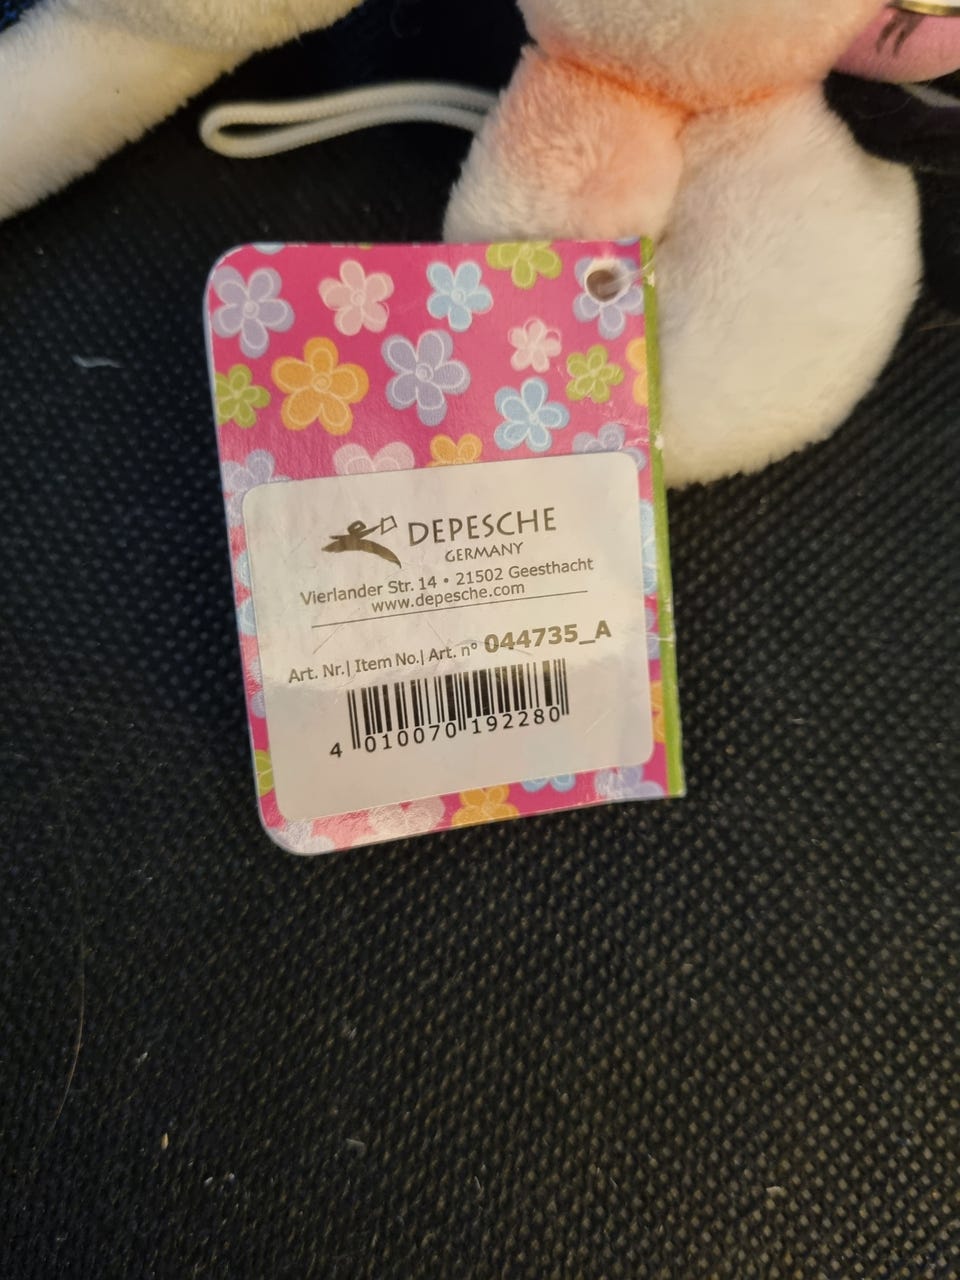 DEPESCHE
GERMANY
Vierlander Str. 14 • 21502 Geesthacht
www.depesche.com
Art. Nr.| Item No.| Art. n° 044735_A
4 010070 192280